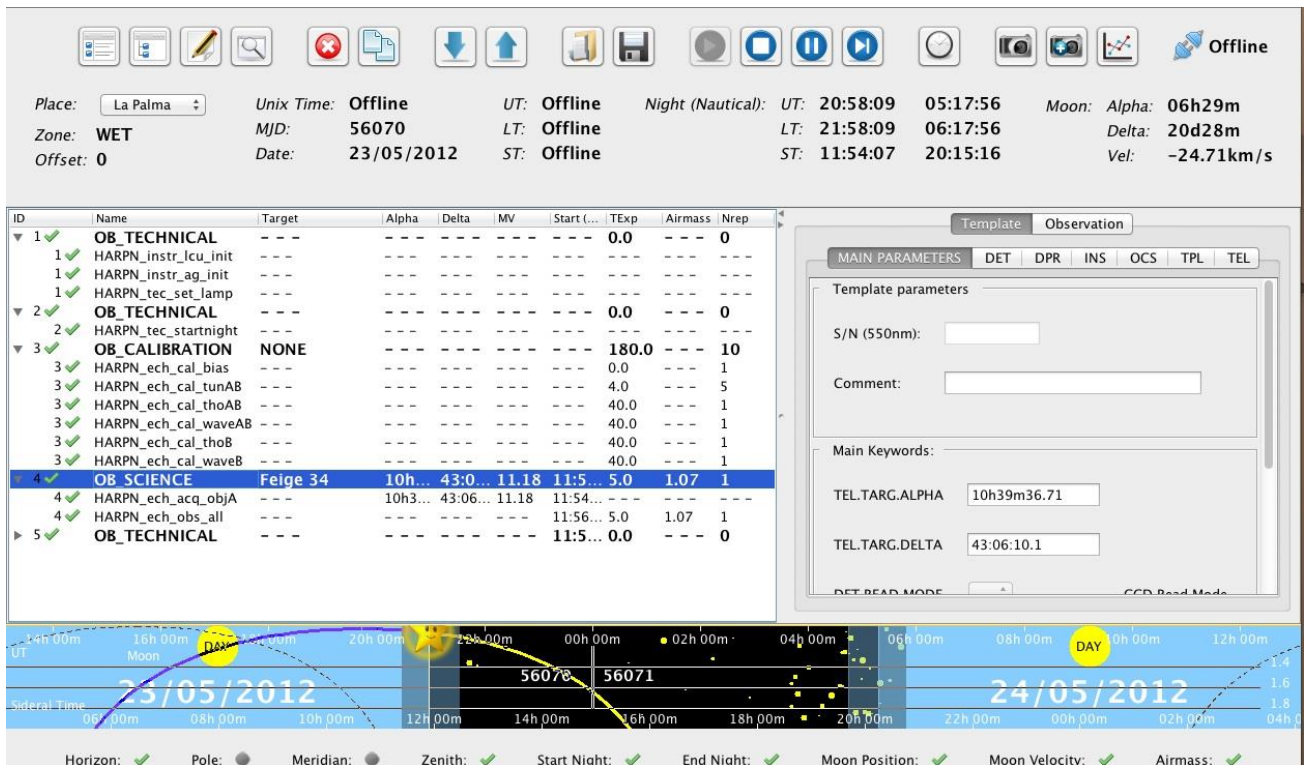 Offline
Place: La Palma Unix Time: Offline UT: Offline Night (Nautical): UT: 20:58:09 05:17:56 Moon: Alpha: 06h29m
Zone: WET MJD: 56070 LT: Offline LT: 21:58:09 06:17:56 Delta: 20d28m
Offset: 0 Date: 23/05/2012 ST: Offline ST: 11:54:07 20:15:16 Vel: -24.71km/s
ID Name Target Alpha Delta MV Start (... TExp Airmass Nrep
1 OB_TECHNICAL - - - - - - - - - - - - - - - 0.0 - - - 0
1 HARPN_instr_lcu_init - - - - - - - - - - - - - - - - - - - - - - - -
1 HARPN_instr_ag_init - - - - - - - - - - - - - - - - - - - - - - - -
1 HARPN_tec_set_lamp - - - - - - - - - - - - - - - - - - - - - - - -
2 OB_TECHNICAL - - - - - - - - - - - - - - - 0.0 - - - 0
2 HARPN_tec_startnight - - - - - - - - - - - - - - - - - - - - - - - -
3 OB_CALIBRATION NONE - - - - - - - - - - - - 180.0 - - - 10
3 HARPN_ech_cal_bias - - - - - - - - - - - - - - - 0.0 - - - 1
3 HARPN_ech_cal_tunAB - - - - - - - - - - - - - - - 4.0 - - - 5
3 HARPN_ech_cal_thoAB - - - - - - - - - - - - - - - 40.0 - - - 1
3 HARPN_ech_cal_waveAB - - - - - - - - - - - - - - - 40.0 - - - 1
3 HARPN_ech_cal_thoB - - - - - - - - - - - - - - - 40.0 - - - 1
3 HARPN_ech_cal_waveB - - - - - - - - - - - - - - - 40.0 - - - 1
4 OB_SCIENCE Feige 34 10h... 43:0... 11.18 11:5... 5.0 1.07 1
4 HARPN_ech_acq_objA - - - 10h3... 43:06... 11.18 11:54... - - - - - - - - -
4 HARPN_ech_obs_all - - - - - - - - - - - - 11:56... 5.0 1.07 1
5 OB_TECHNICAL - - - - - - - - - - - - 11:5... 0.0 - - - 0
Template Observation
MAIN PARAMETERS DET DPR INS OCS TPL TEL
Template parameters
S/N (550nm):
Comment:
Main Keywords:
TEL.TARG.ALPHA 10h39m36.71
TEL.TARG.DELTA 43:06:10.1
DET READ MODE CCD Read Mode
14h 00m 16h 00m 18h 00m 20h 00m 22h 00m 00h 00m 02h 00m 04h 00m 06h 00m 08h 00m 10h 00m 12h 00m
UT Moon DAY DAY 1.4
56070 56071
23/05/2012 24/05/2012 1.6
Sideral Time 1.8
06h 00m 08h 00m 10h 00m 12h 00m 14h 00m 16h 00m 18h 00m 20h 00m 22h 00m 00h 00m 02h 00m
Horizon: Pole: Meridian: Zenith: Start Night: End Night: Moon Position: Moon Velocity: Airmass: